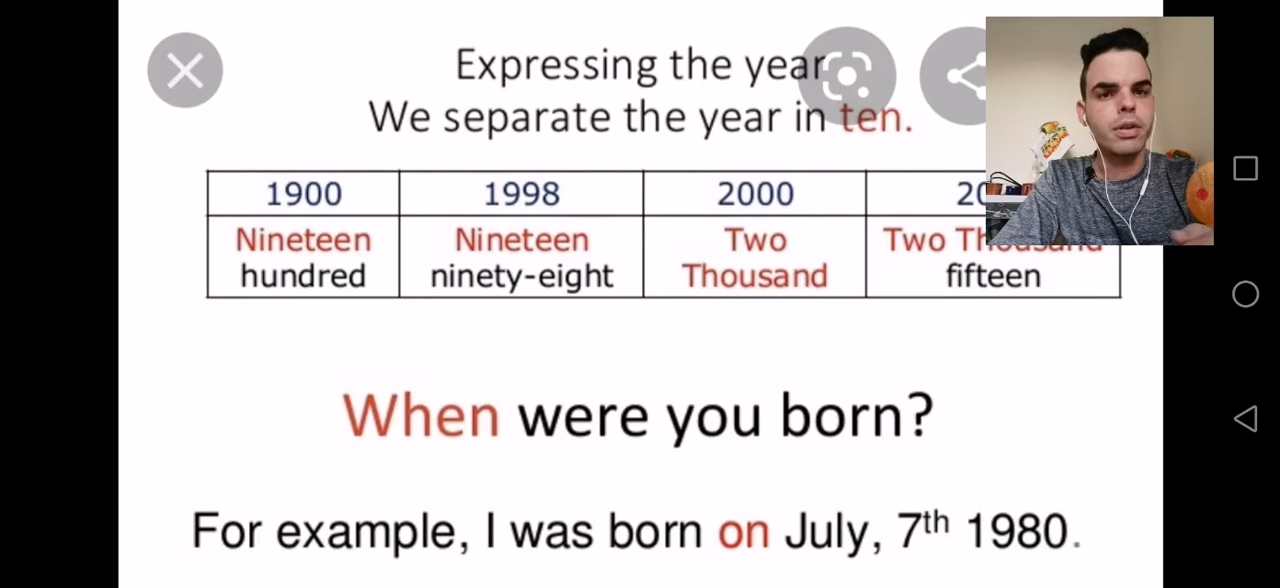 Expressing the year
We separate the year in ten.
1900 1998 2000
Nineteen hundred
Nineteen ninety-eight
Two Thousand
Two Thousand fifteen
When were you born?
For example, I was born on July, 7th 1980.